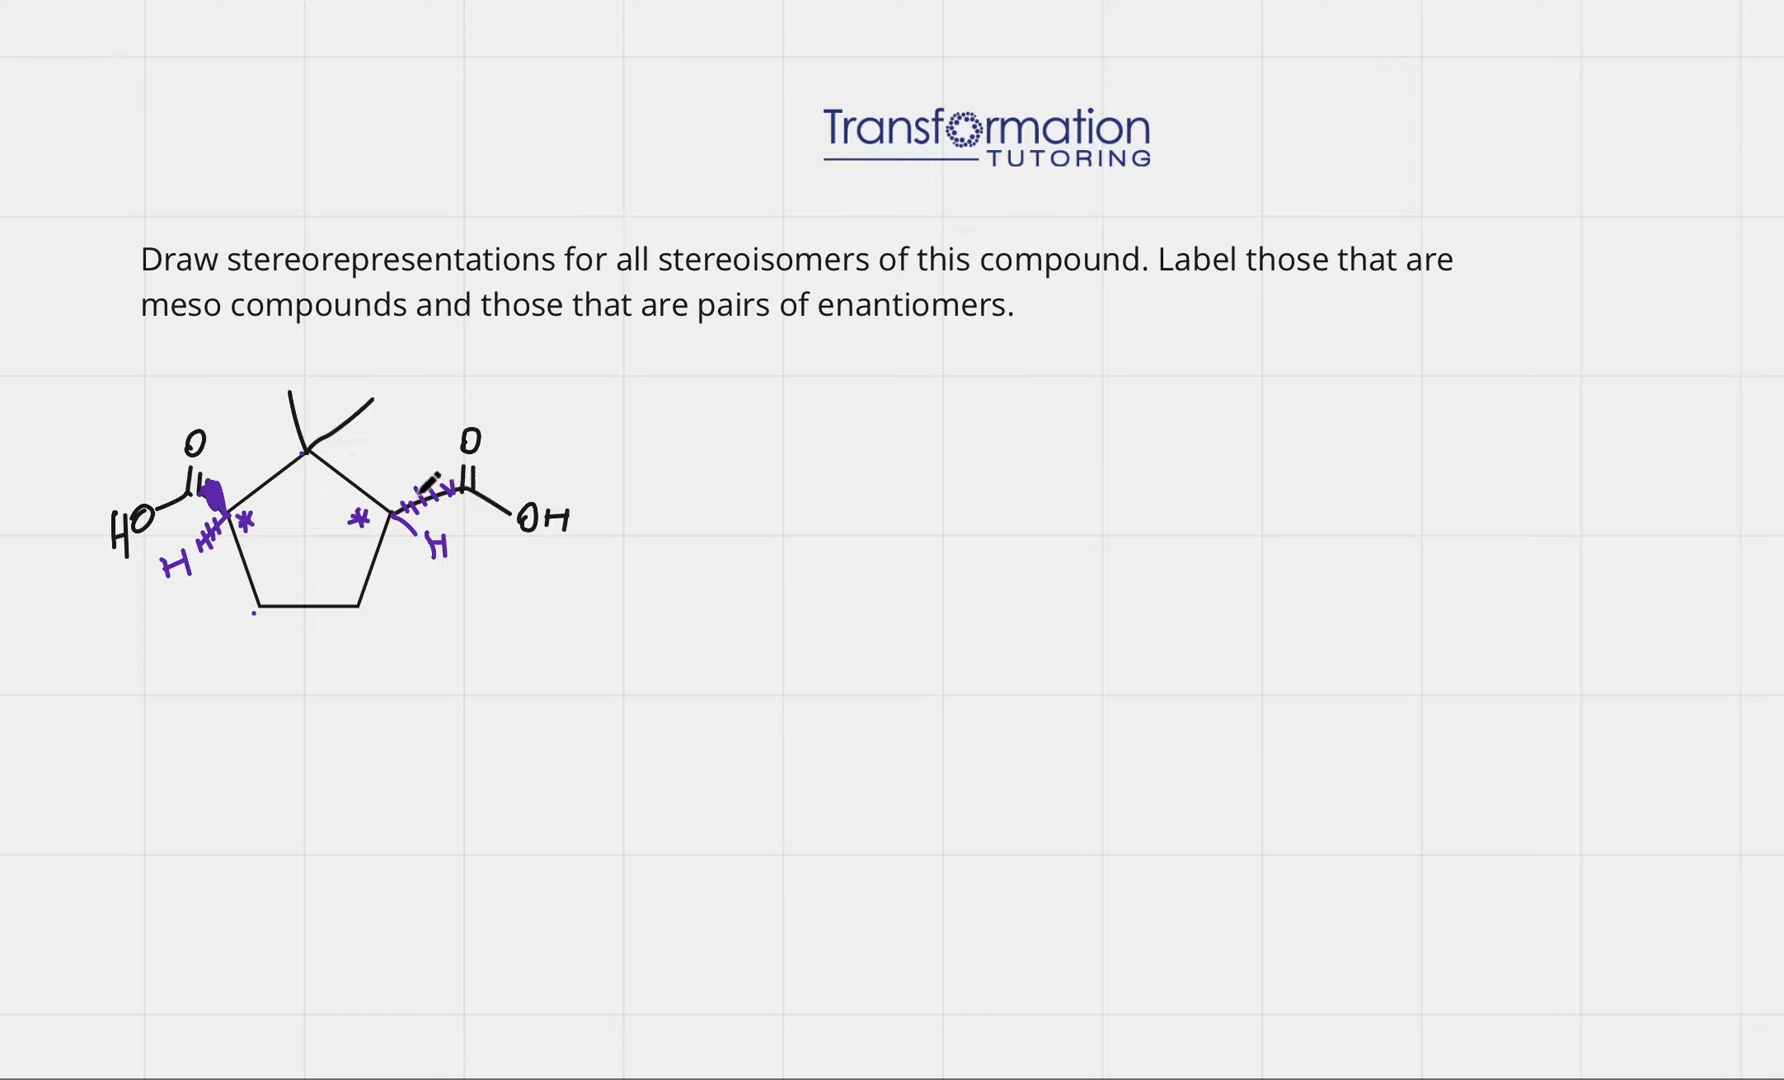 Transformation
TUTORING
Draw stereorepresentations for all stereoisomers of this compound. Label those that are
meso compounds and those that are pairs of enantiomers.
O O
HO * * OH
H H